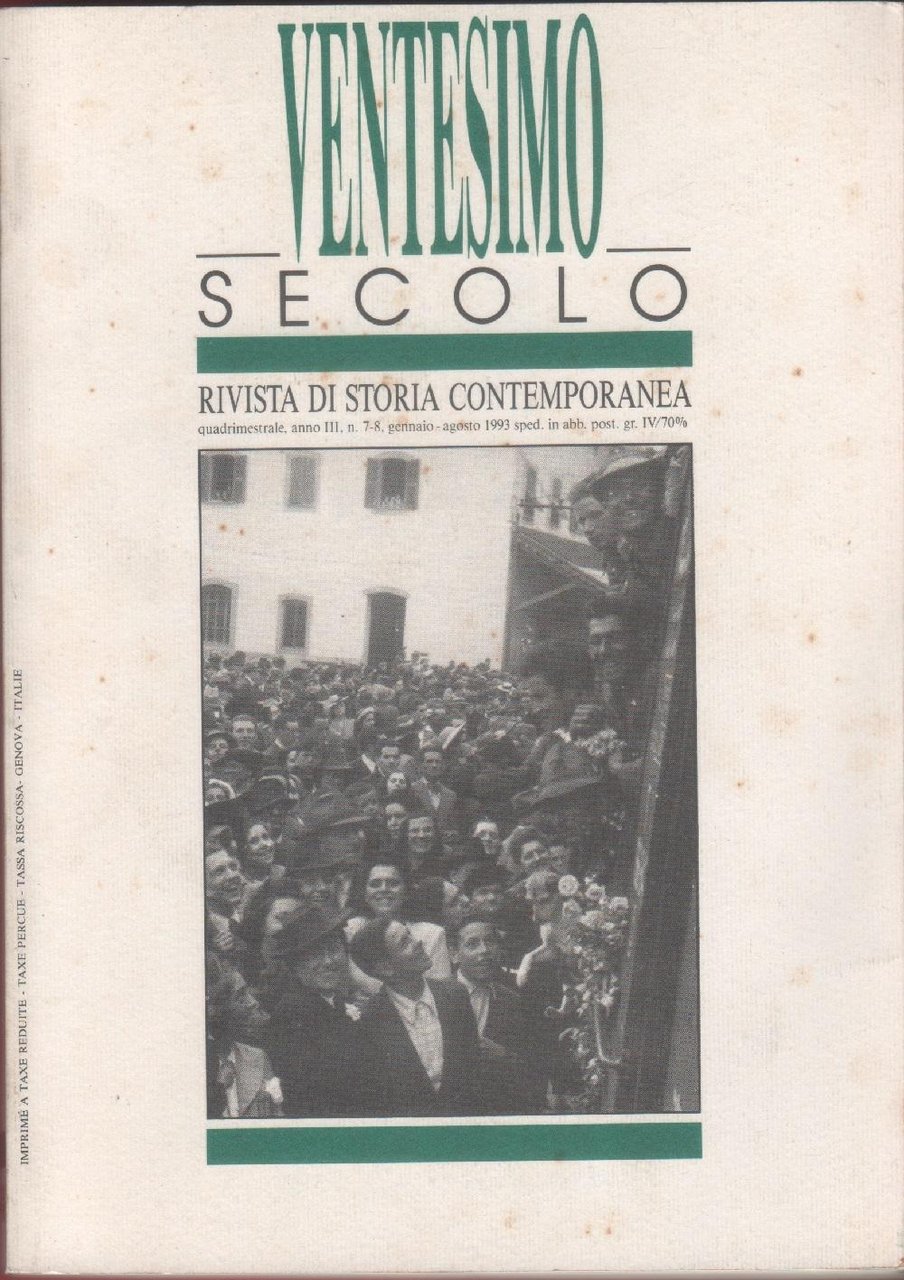 VENTESIMO
SECOLO
RIVISTA DI STORIA CONTEMPORANEA
quadrimestrale, anno III, n. 7-8, gennaio - agosto 1993 sped. in abb. post. gr. IV/70%
IMPRIMÉ A TAXE REDUITE - TAXE PERCUE - TASSA RISCOSSA- GENOVA - ITALIE